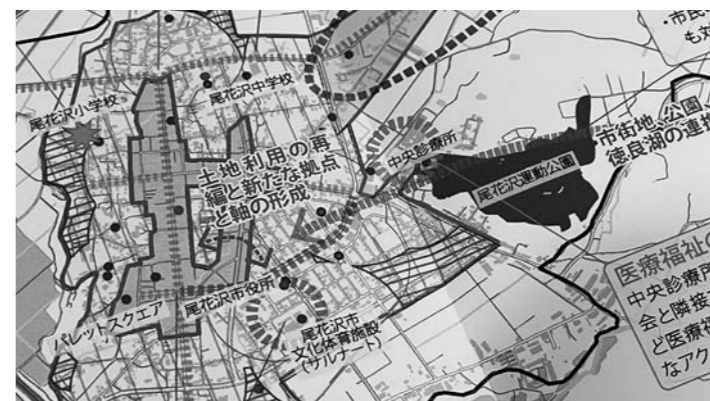 ・市民
も対
尾花沢小学校
尾花沢中学校
中央診療所
市街地、公園、
徳良湖の連携
尾花沢運動公園
土地利用の再
編と新たな拠点
と軸の形成
尾花沢市役所
パレットスクエア
尾花沢市
文化体育施設
(サルナート)
医療福祉の
中央診療所
会と隣接
ど医療福
なアク